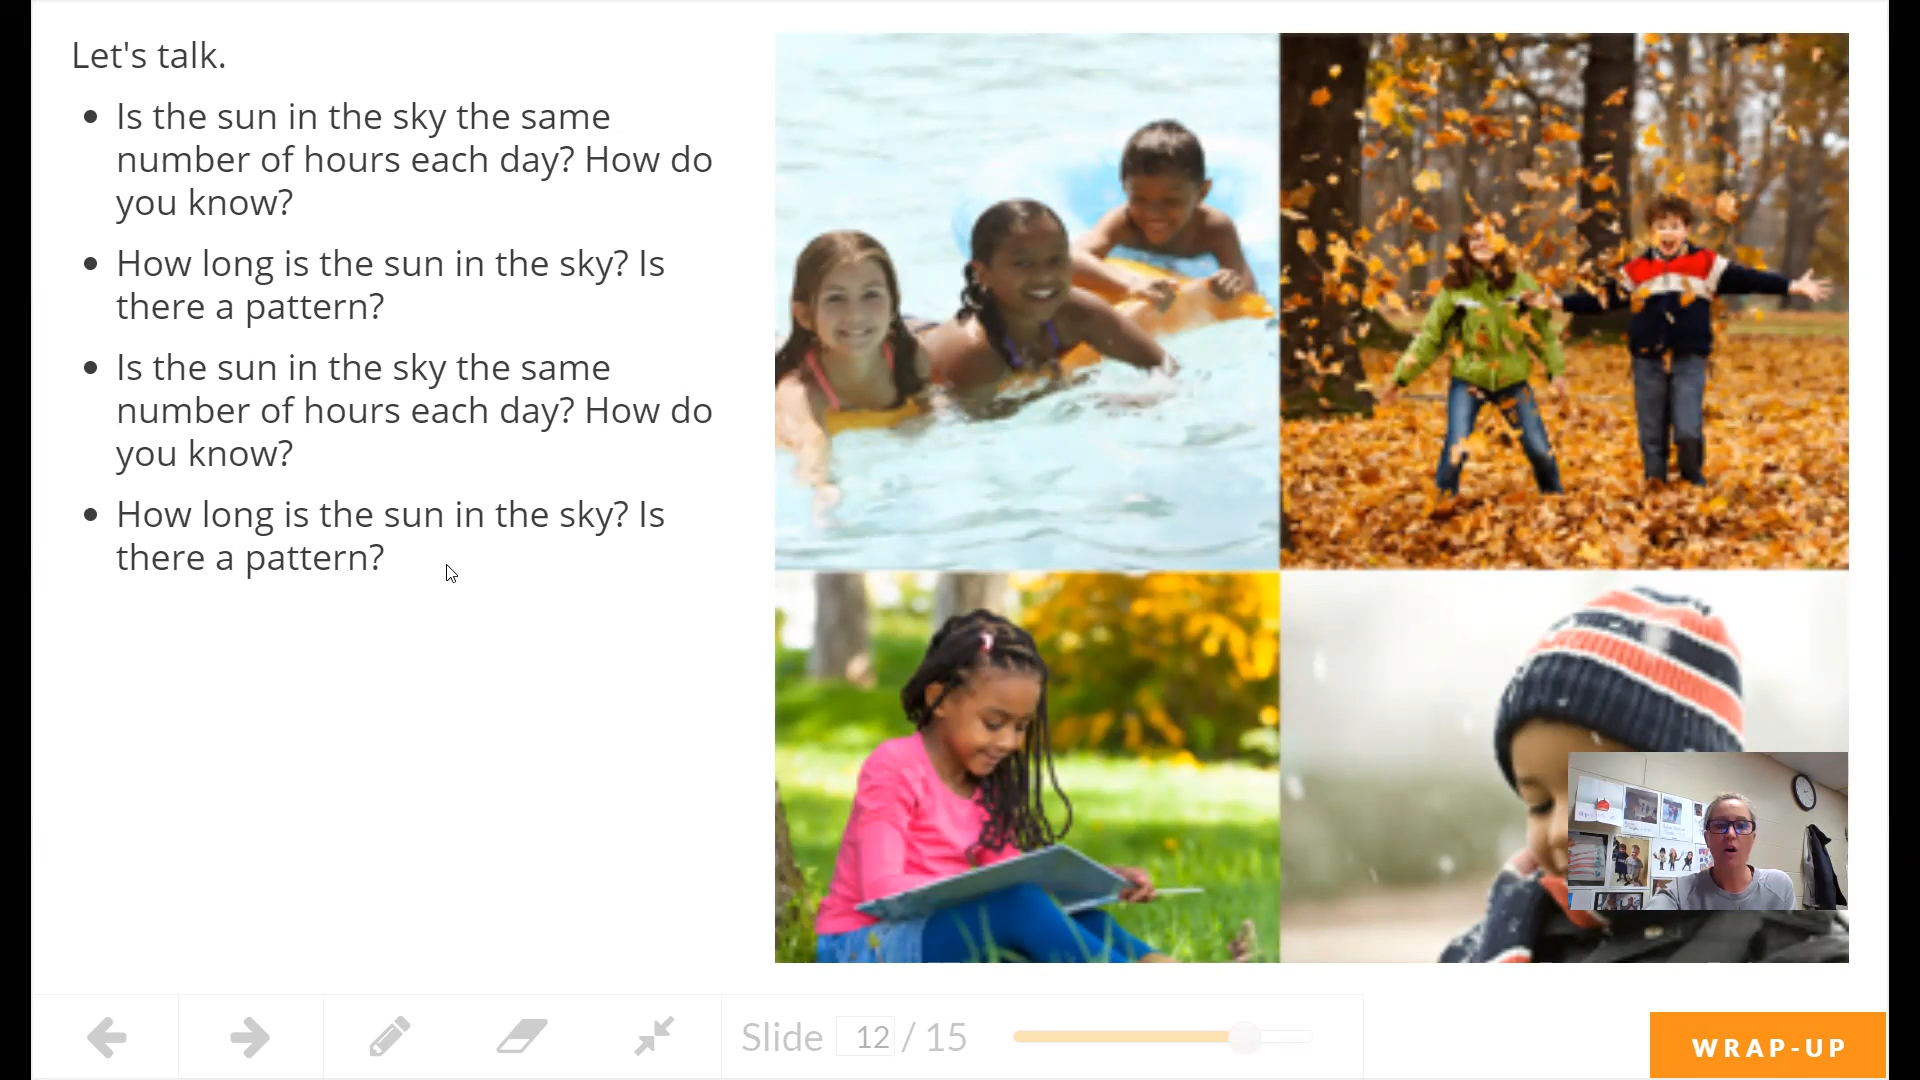 Let's talk.
• Is the sun in the sky the same
number of hours each day? How do
you know?
• How long is the sun in the sky? Is
there a pattern?
• Is the sun in the sky the same
number of hours each day? How do
you know?
• How long is the sun in the sky? Is
there a pattern?
Slide 12 / 15
WRAP-UP